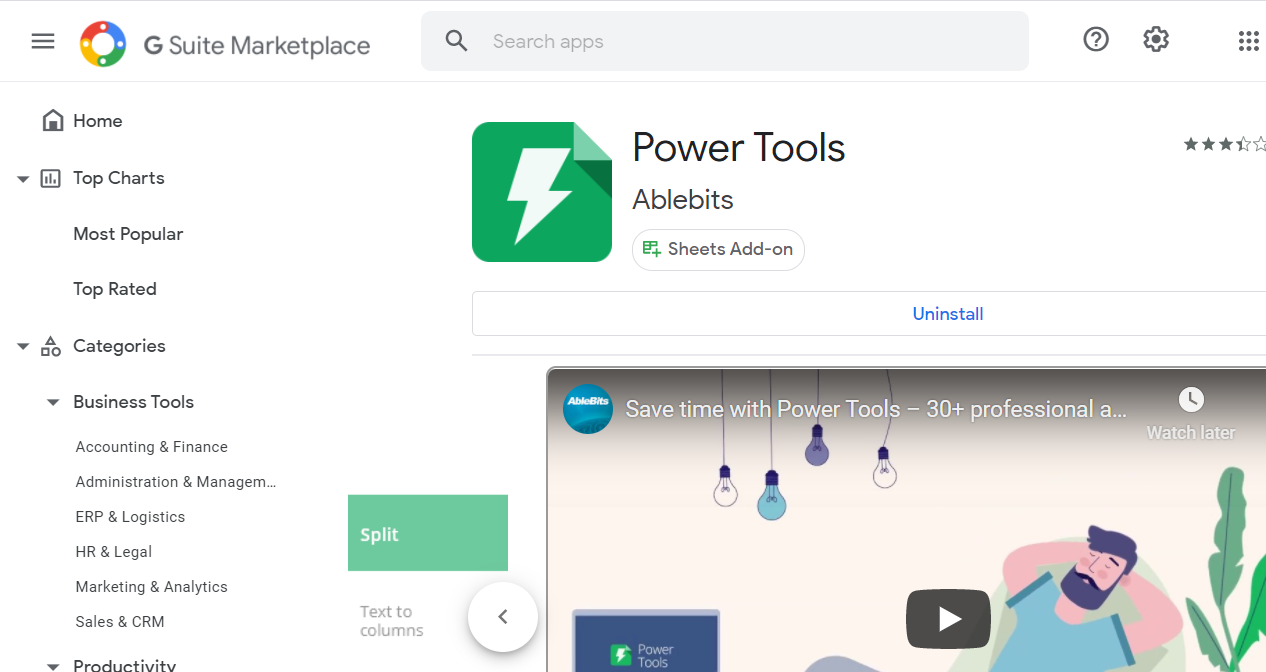 G Suite Marketplace
Search apps
Home
Top Charts
Most Popular
Top Rated
Categories
Business Tools
Accounting & Finance
Administration & Managem...
ERP & Logistics
HR & Legal
Marketing & Analytics
Sales & CRM
Productivity
Power Tools
Ablebits
Sheets Add-on
Uninstall
Split
Text to
columns
AbleBits
Save time with Power Tools – 30+ professional a...
Watch later
Power
Tools